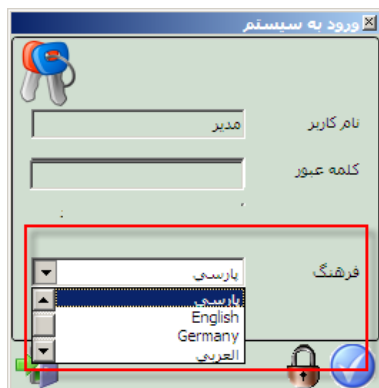 ورود به سیستم
نام کاربر
مدیر
کلمه عبور
فرهنگ
پارسی
پارسی
English
Germany
العربي